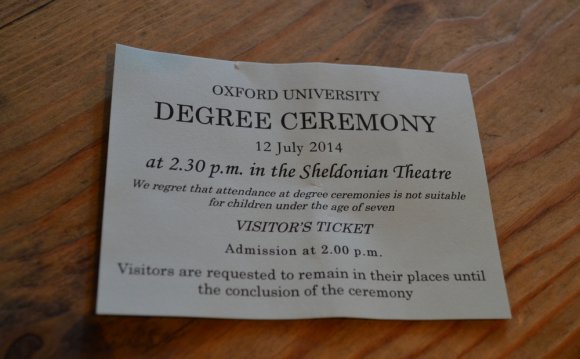 OXFORD UNIVERSITY
DEGREE CEREMONY
12 July 2014
at 2.30 p.m. in the Sheldonian Theatre
We regret that attendance at degree ceremonies is not suitable
for children under the age of seven
VISITOR'S TICKET
Admission at 2.00 p.m.
Visitors are requested to remain in their places until
the conclusion of the ceremony